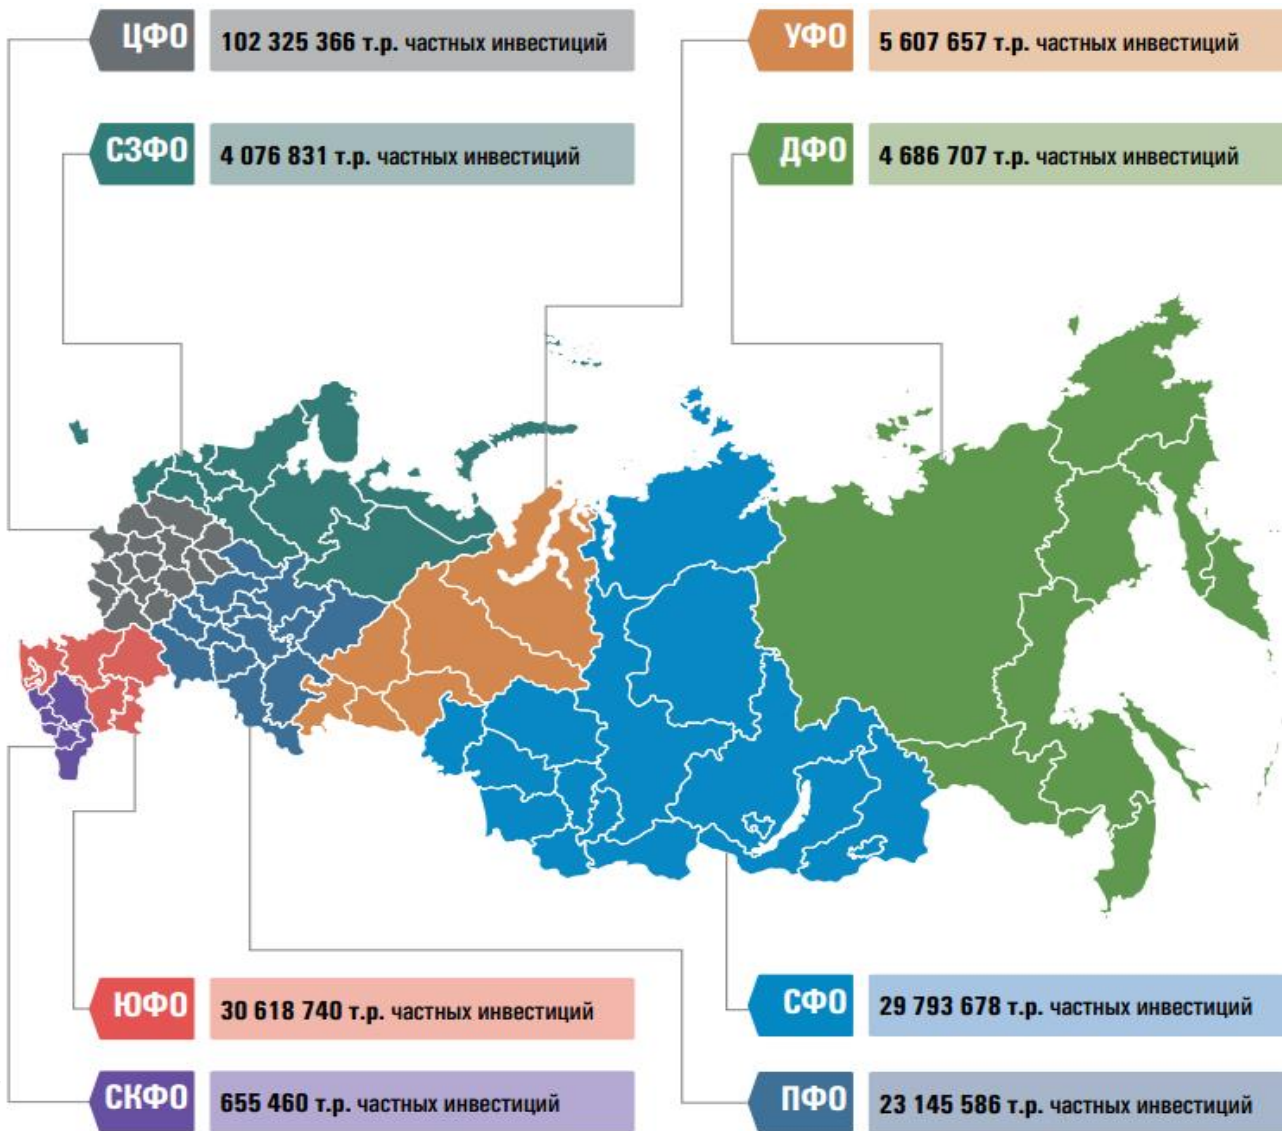 ЦФО 102 325 366 т.р. частных инвестиций
УФО 5 607 657 т.р. частных инвестиций
СЗФО 4 076 831 т.р. частных инвестиций
ДФО 4 686 707 т.р. частных инвестиций
ЮФО 30 618 740 т.р. частных инвестиций
СФО 29 793 678 т.р. частных инвестиций
СКФО 655 460 т.р. частных инвестиций
ПФО 23 145 586 т.р. частных инвестиций